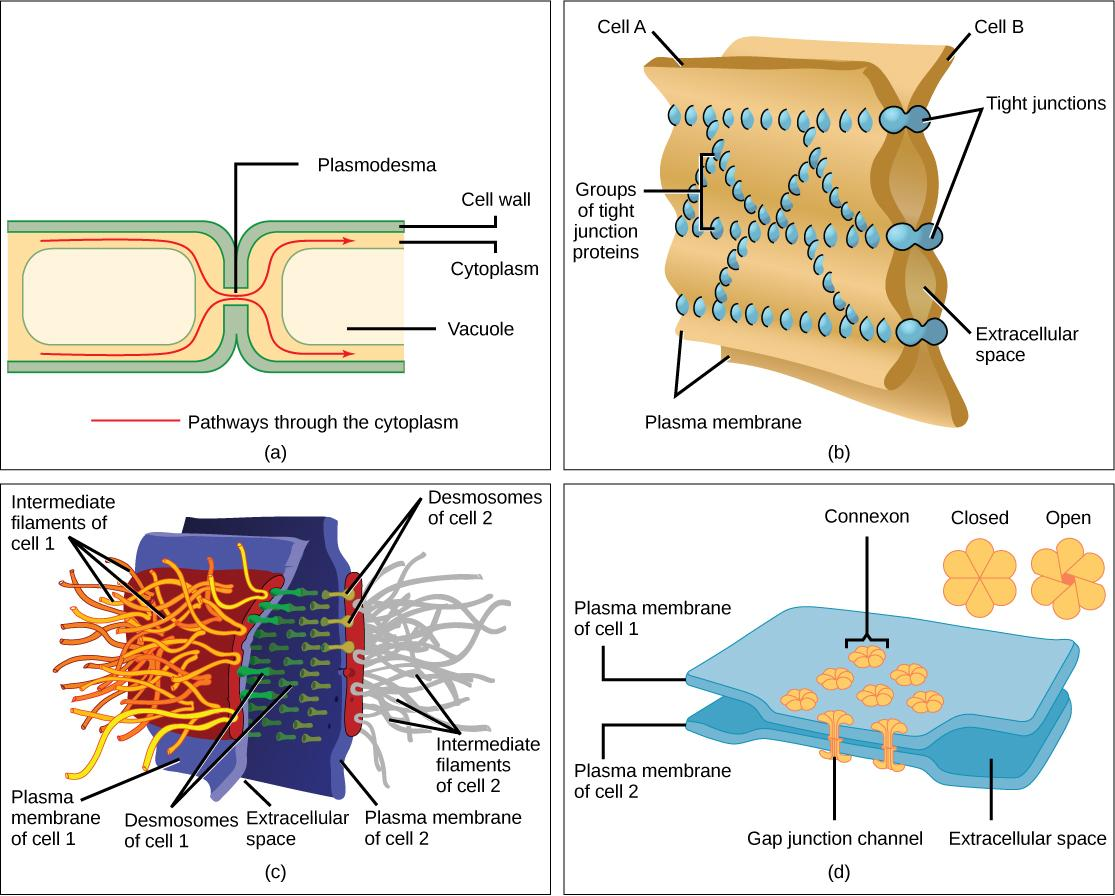 Plasmodesma
Cell wall
Cytoplasm
Vacuole
Pathways through the cytoplasm
(a)
Cell A
Cell B
Tight junctions
Groups
of tight
junction
proteins
Extracellular
space
Plasma membrane
(b)
Intermediate
filaments of
cell 1
Desmosomes
of cell 2
Intermediate
filaments
of cell 2
Plasma
membrane
of cell 1
Desmosomes
of cell 1
Extracellular
space
Plasma membrane
of cell 2
(c)
Connexon
Closed
Open
Plasma membrane
of cell 1
Plasma membrane
of cell 2
Gap junction channel
Extracellular space
(d)